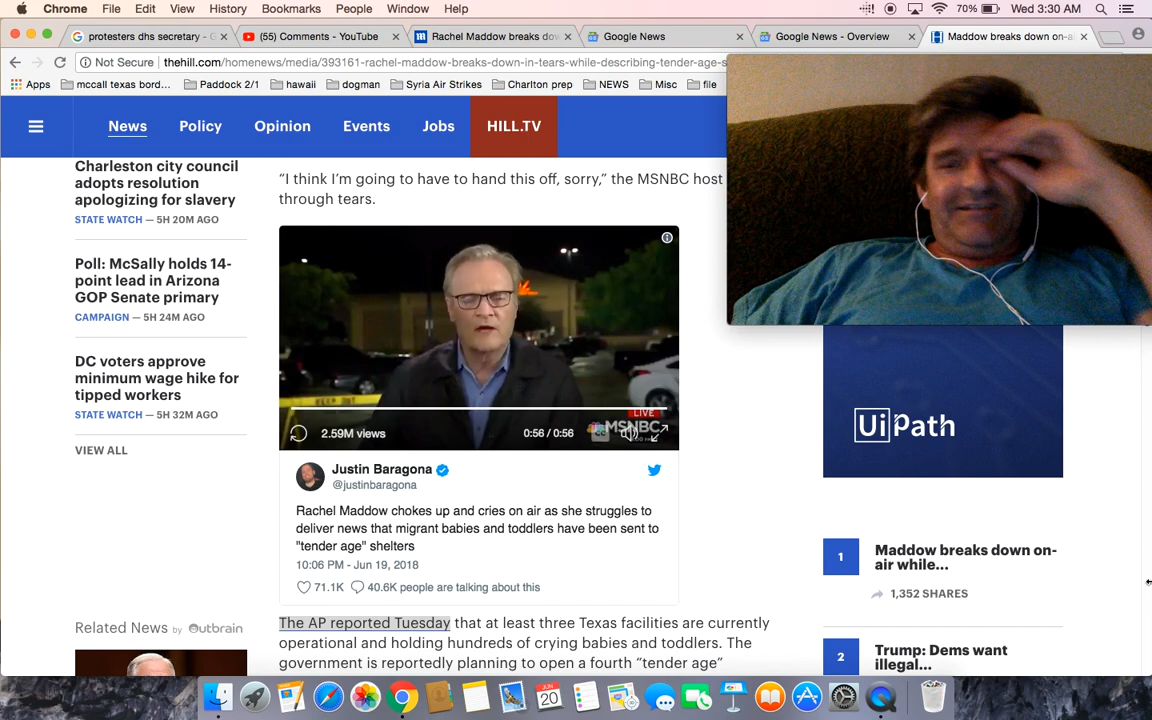 Chrome File Edit View History Bookmarks People Window Help 70% Wed 3:30 AM
protesters dhs secretary - G
(55) Comments - YouTube
Rachel Maddow breaks do
Google News
Google News - Overview
Maddow breaks down on-ai
Not Secure | thehill.com/homenews/media/393161-rachel-maddow-breaks-down-in-tears-while-describing-tender-age-s
Apps mccall texas bord... Paddock 2/1 hawaii dogman Syria Air Strikes Charlton prep NEWS Misc file
News Policy Opinion Events Jobs HILL.TV
Charleston city council
adopts resolution
apologizing for slavery
STATE WATCH — 5H 20M AGO
Poll: McSally holds 14-
point lead in Arizona
GOP Senate primary
CAMPAIGN — 5H 24M AGO
DC voters approve
minimum wage hike for
tipped workers
STATE WATCH — 5H 32M AGO
VIEW ALL
Related News by Outbrain
“I think I’m going to have to hand this off, sorry,” the MSNBC host
through tears.
2.59M views 0:56 / 0:56
LIVE
MSNBC
Justin Baragona
@justinbaragona
Rachel Maddow chokes up and cries on air as she struggles to
deliver news that migrant babies and toddlers have been sent to
"tender age" shelters
10:06 PM - Jun 19, 2018
71.1K 40.6K people are talking about this
The AP reported Tuesday that at least three Texas facilities are currently
operational and holding hundreds of crying babies and toddlers. The
government is reportedly planning to open a fourth “tender age”
UiPath
1
Maddow breaks down on-
air while...
1,352 SHARES
2
Trump: Dems want
illegal...
JUN
20